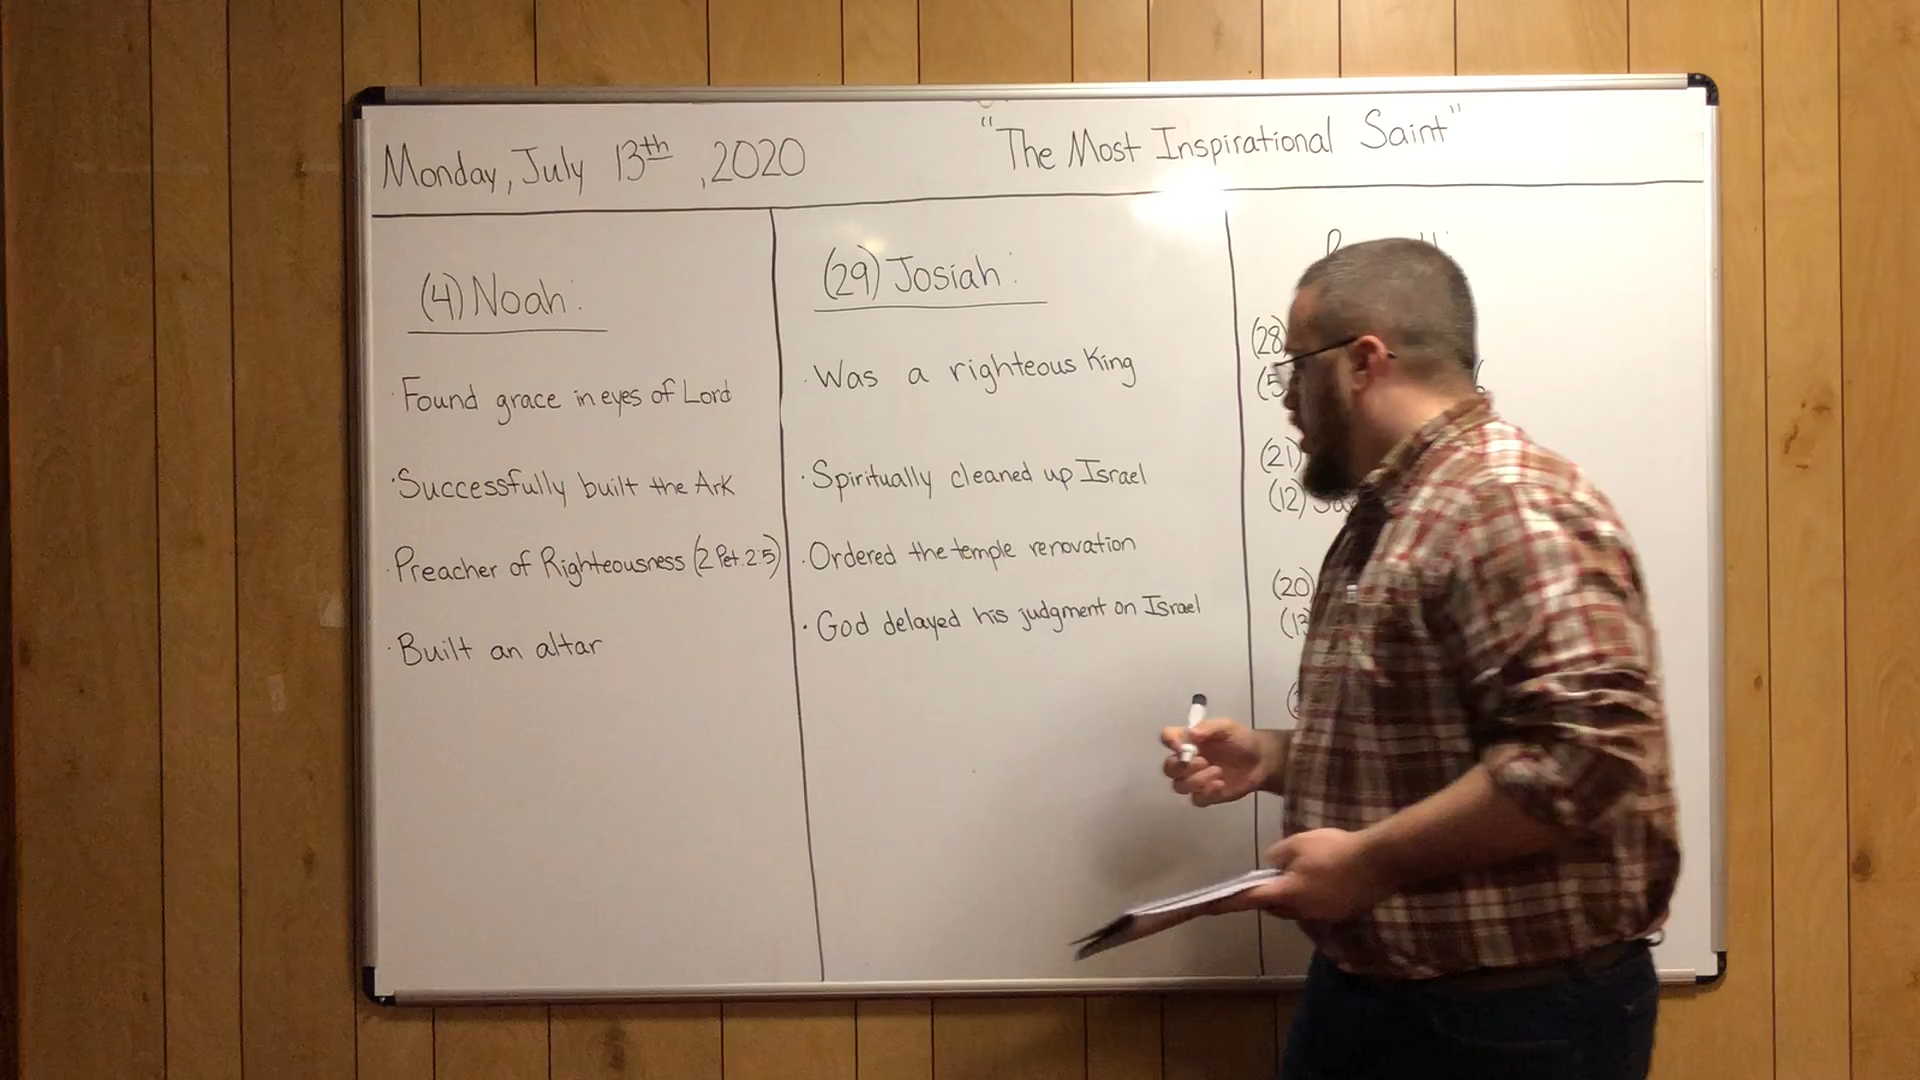 Monday, July 13th, 2020
"The Most Inspirational Saint"
(4) Noah:
· Found grace in eyes of Lord
· Successfully built the Ark
· Preacher of Righteousness (2 Pet. 2:5)
· Built an altar
(29) Josiah:
· Was a righteous King
· Spiritually cleaned up Israel
· Ordered the temple renovation
· God delayed his judgment on Israel
(28)
(21)
(12)
(20)